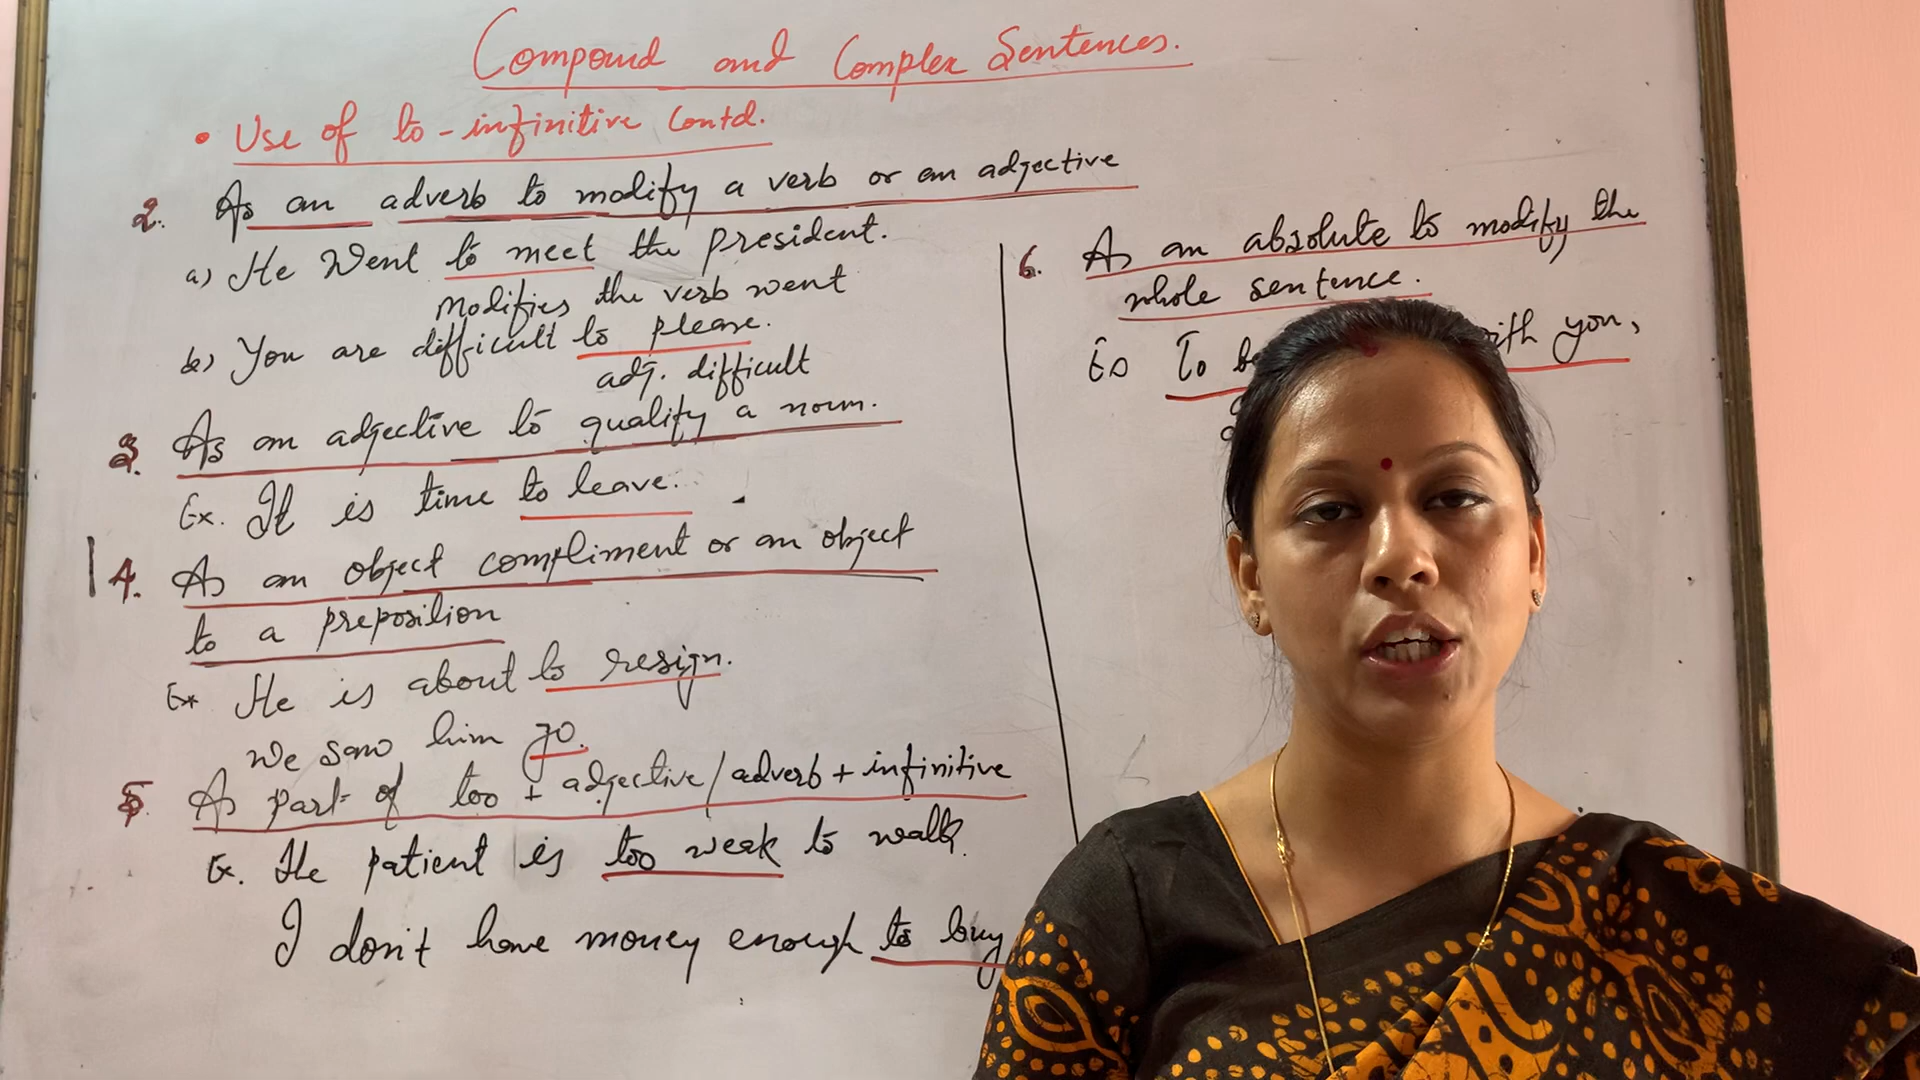 Compound and Complex Sentences.
• Use of to-infinitive Contd.
2. As an adverb to modify a verb or an adjective
a) He Went to meet the president.
Modifies the verb went
b) You are difficult to please.
adj. difficult
3. As an adjective to qualify a noun.
Ex. It is time to leave.
4. As an object compliment or an object
to a preposition
Ex He is about to resign.
We saw him go.
5. As part of too + adjective/adverb + infinitive
Ex. The patient is too weak to walk.
I don't have money enough to buy
6. As an absolute to modify the
whole sentence.
Ex To be with you,